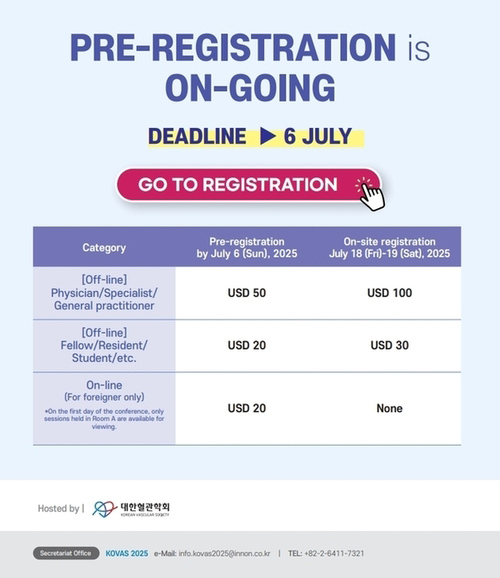 PRE-REGISTRATION is
ON-GOING
DEADLINE ▶ 6 JULY
GO TO REGISTRATION
Category
Pre-registration
by July 6 (Sun), 2025
On-site registration
July 18 (Fri)-19 (Sat), 2025
[Off-line]
Physician/Specialist/
General practitioner
USD 50
USD 100
[Off-line]
Fellow/Resident/
Student/etc.
USD 20
USD 30
On-line
(For foreigner only)
*On the first day of the conference, only
sessions held in Room A are available for
viewing.
USD 20
None
Hosted by |
대한혈관학회
KOREAN VASCULAR SOCIETY
Secretariat Office KOVAS 2025 e-Mail: info.kovas2025@innon.co.kr | TEL: +82-2-6411-7321